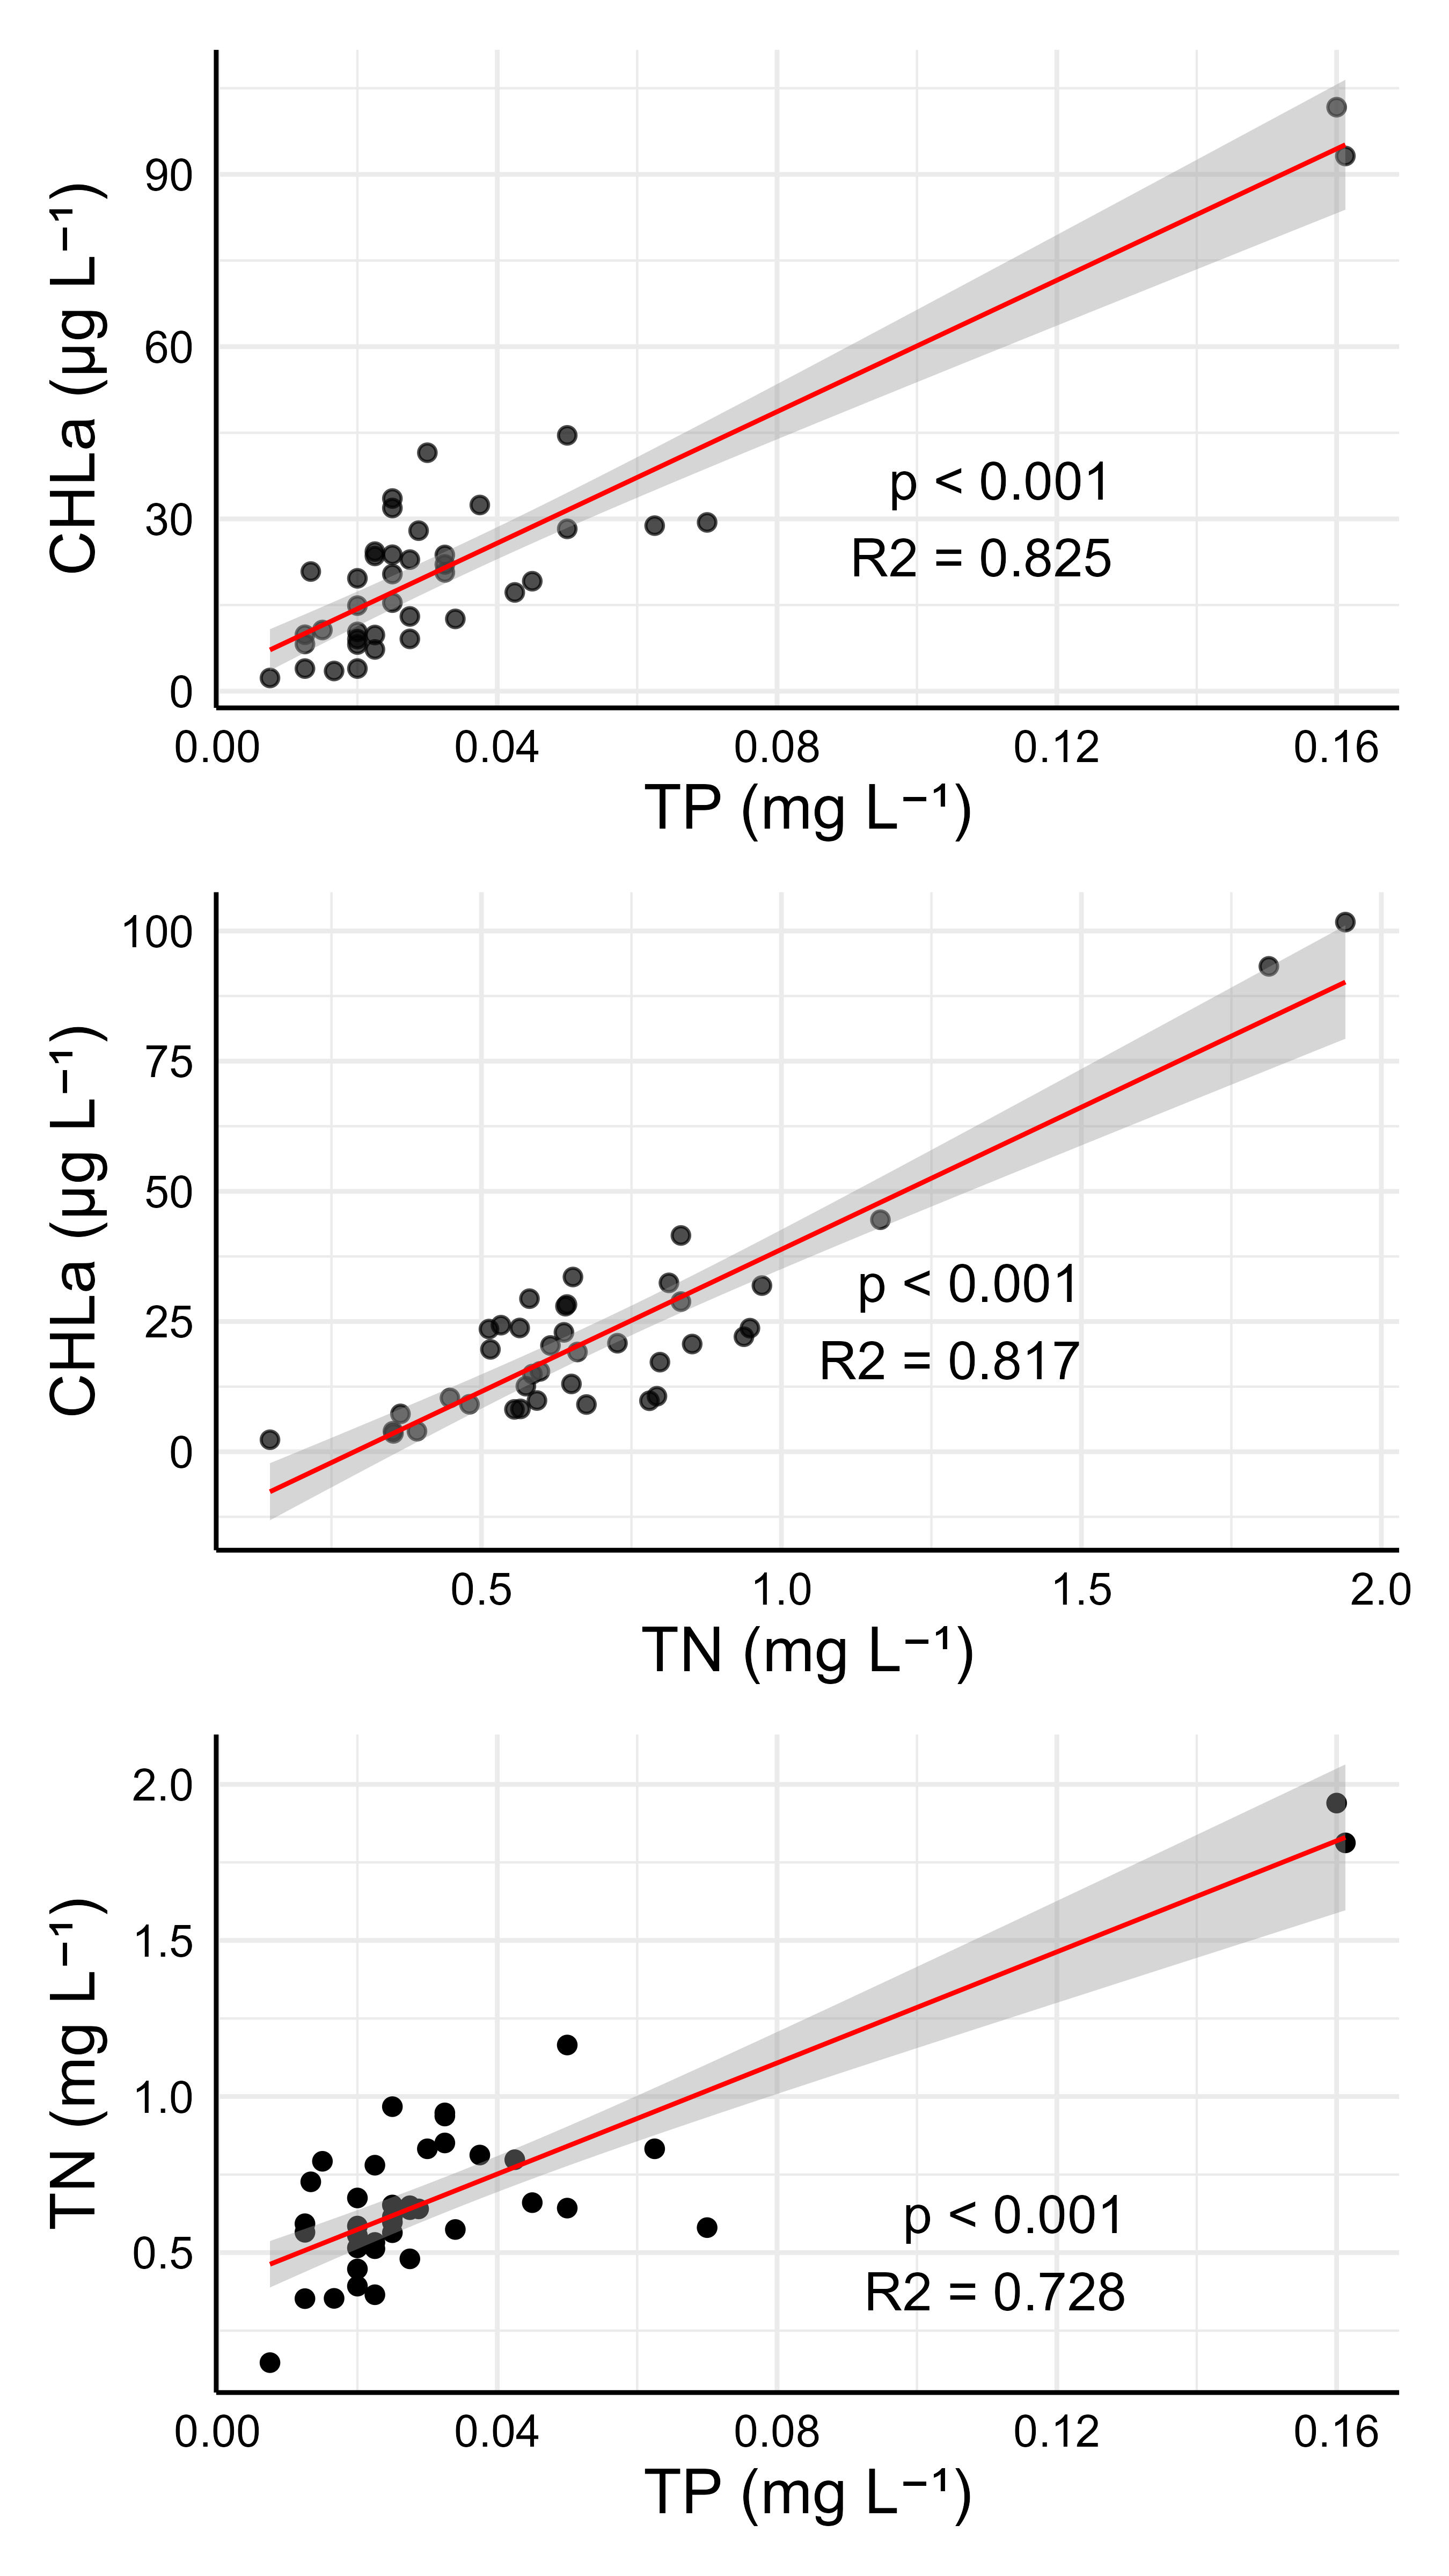 CHLa (µg L⁻¹)
90
60
30
0
p < 0.001
R2 = 0.825
0.00 0.04 0.08 0.12 0.16
TP (mg L⁻¹)
CHLa (µg L⁻¹)
100
75
50
25
0
p < 0.001
R2 = 0.817
0.5 1.0 1.5 2.0
TN (mg L⁻¹)
TN (mg L⁻¹)
2.0
1.5
1.0
0.5
p < 0.001
R2 = 0.728
0.00 0.04 0.08 0.12 0.16
TP (mg L⁻¹)